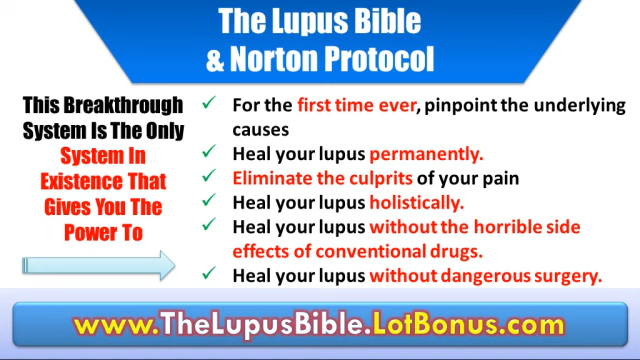 The Lupus Bible
& Norton Protocol
This Breakthrough
System Is The Only
System In
Existence That
Gives You The
Power To
✓ For the first time ever, pinpoint the underlying
causes
✓ Heal your lupus permanently.
✓ Eliminate the culprits of your pain
✓ Heal your lupus holistically.
✓ Heal your lupus without the horrible side
effects of conventional drugs.
✓ Heal your lupus without dangerous surgery.
www.TheLupusBible.LotBonus.com